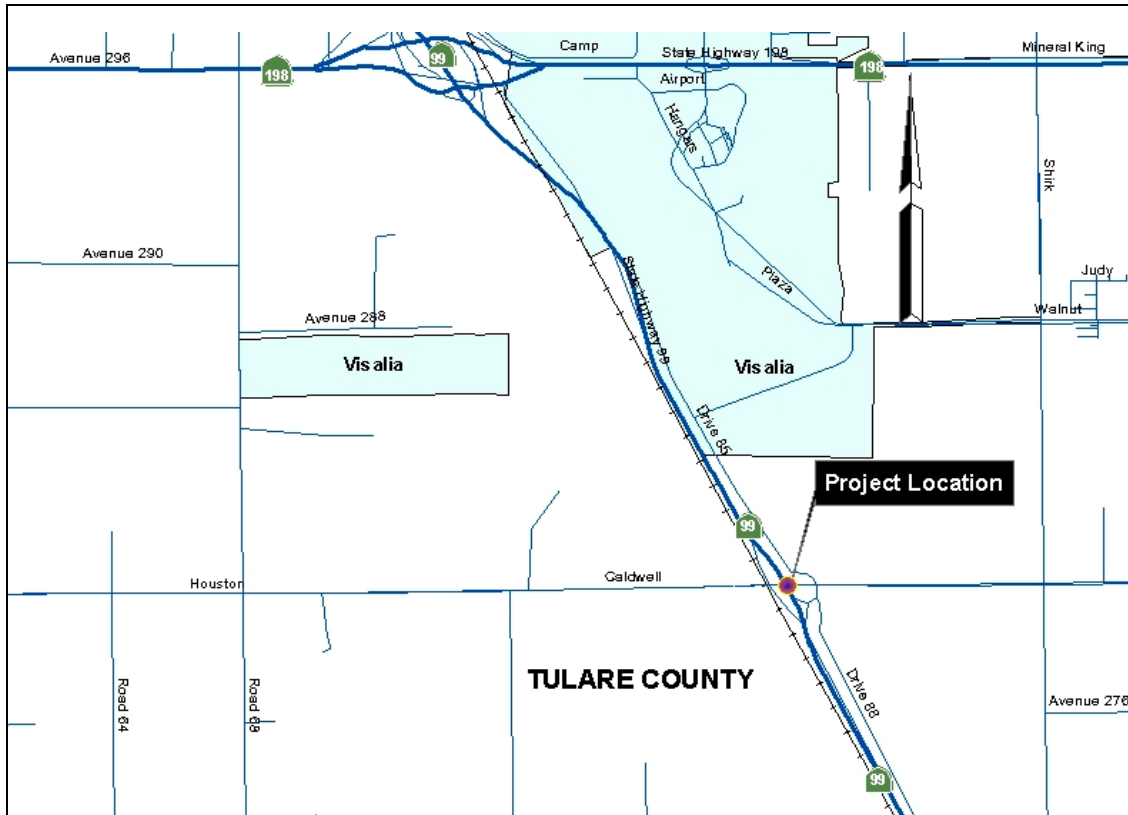 Camp
State Highway 198
Mineral King
Avenue 296
99
198
198
Airport
Hangars
Shirk
Avenue 290
Plaza
Judy
State Highway 99
Walnut
Avenue 288
Visalia
Visalia
Drive 85
Project Location
99
Houston
Caldwell
TULARE COUNTY
Road 64
Road 68
Drive 88
Avenue 276
99